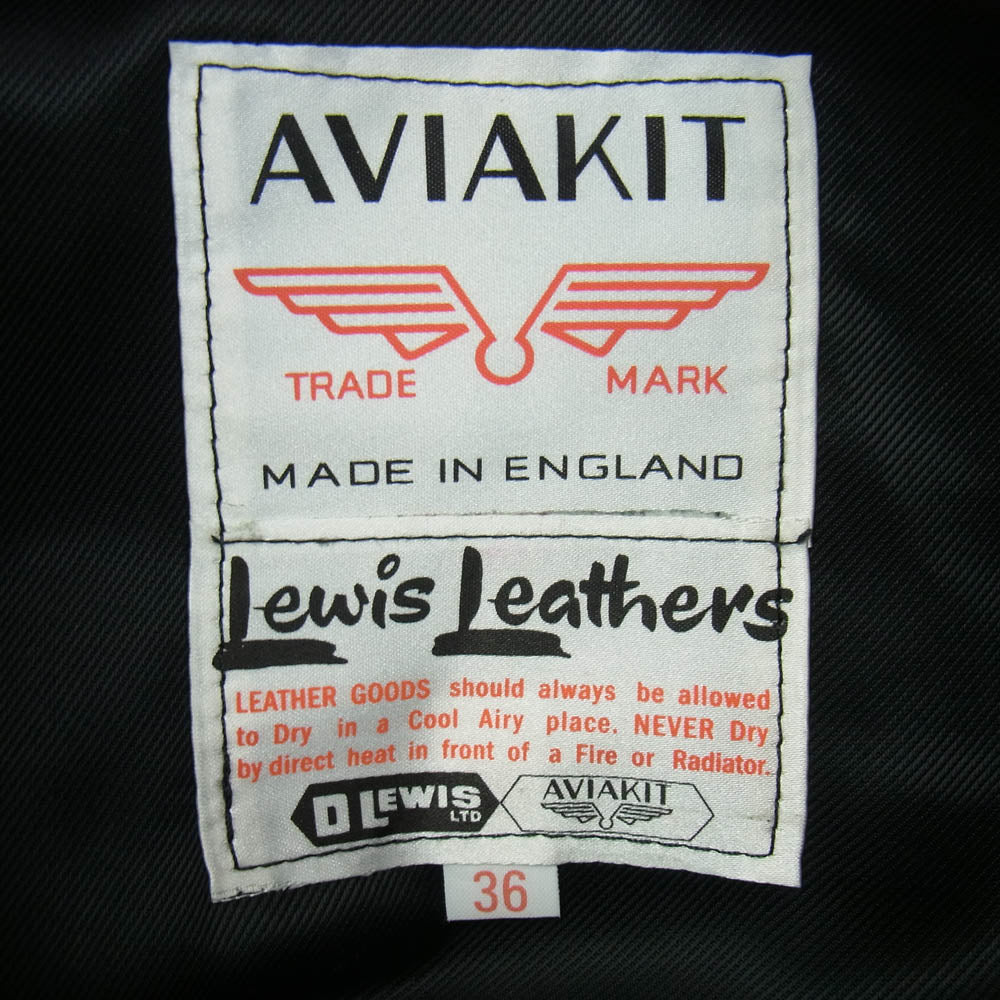 AVIAKIT
TRADE MARK
MADE IN ENGLAND
Lewis Leathers
LEATHER GOODS should always be allowed
to Dry in a Cool Airy place. NEVER Dry
by direct heat in front of a Fire or Radiator.
D LEWIS LTD AVIAKIT
36